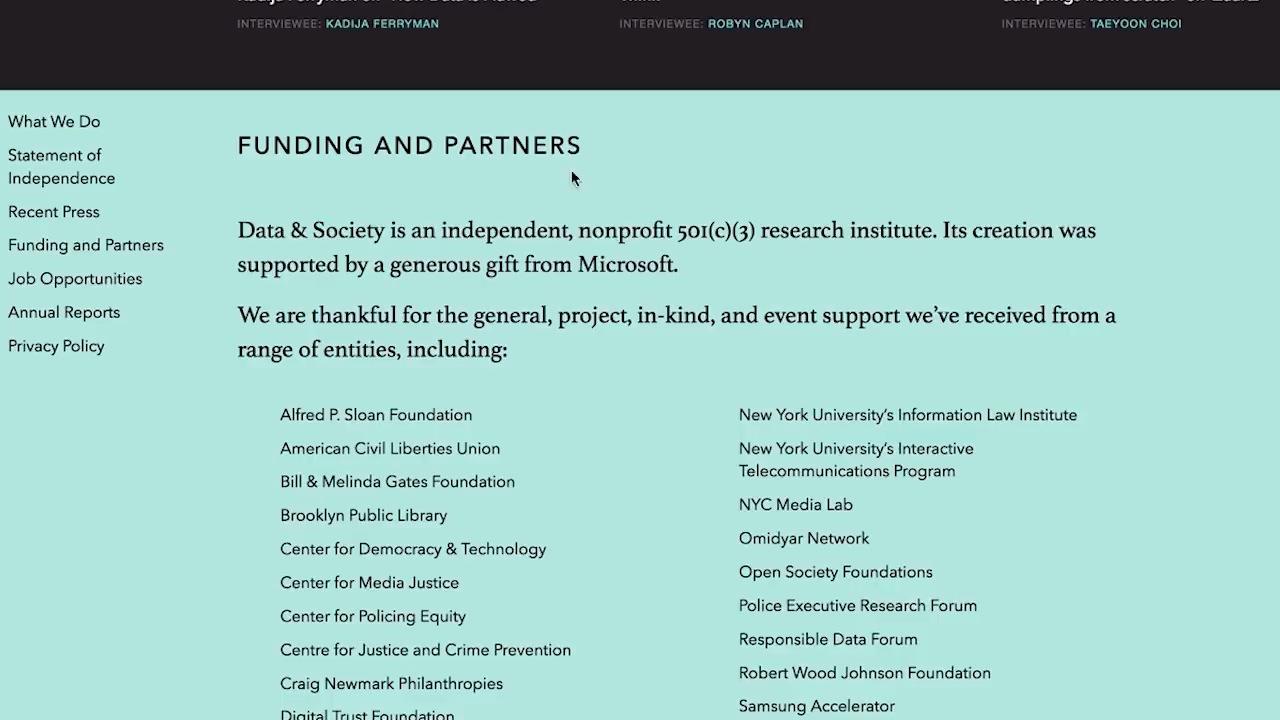 INTERVIEWEE: KADIJA FERRYMAN
INTERVIEWEE: ROBYN CAPLAN
INTERVIEWEE: TAEYOON CHOI
What We Do
Statement of
Independence
Recent Press
Funding and Partners
Job Opportunities
Annual Reports
Privacy Policy
FUNDING AND PARTNERS
Data & Society is an independent, nonprofit 501(c)(3) research institute. Its creation was
supported by a generous gift from Microsoft.
We are thankful for the general, project, in-kind, and event support we’ve received from a
range of entities, including:
Alfred P. Sloan Foundation
American Civil Liberties Union
Bill & Melinda Gates Foundation
Brooklyn Public Library
Center for Democracy & Technology
Center for Media Justice
Center for Policing Equity
Centre for Justice and Crime Prevention
Craig Newmark Philanthropies
Digital Trust Foundation
New York University’s Information Law Institute
New York University’s Interactive
Telecommunications Program
NYC Media Lab
Omidyar Network
Open Society Foundations
Police Executive Research Forum
Responsible Data Forum
Robert Wood Johnson Foundation
Samsung Accelerator